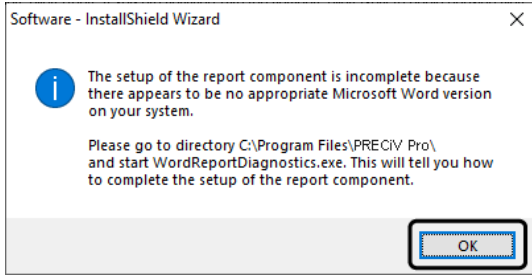 Software - InstallShield Wizard
The setup of the report component is incomplete because
there appears to be no appropriate Microsoft Word version
on your system.
Please go to directory C:\Program Files\PRECiV Pro\
and start WordReportDiagnostics.exe. This will tell you how
to complete the setup of the report component.
OK